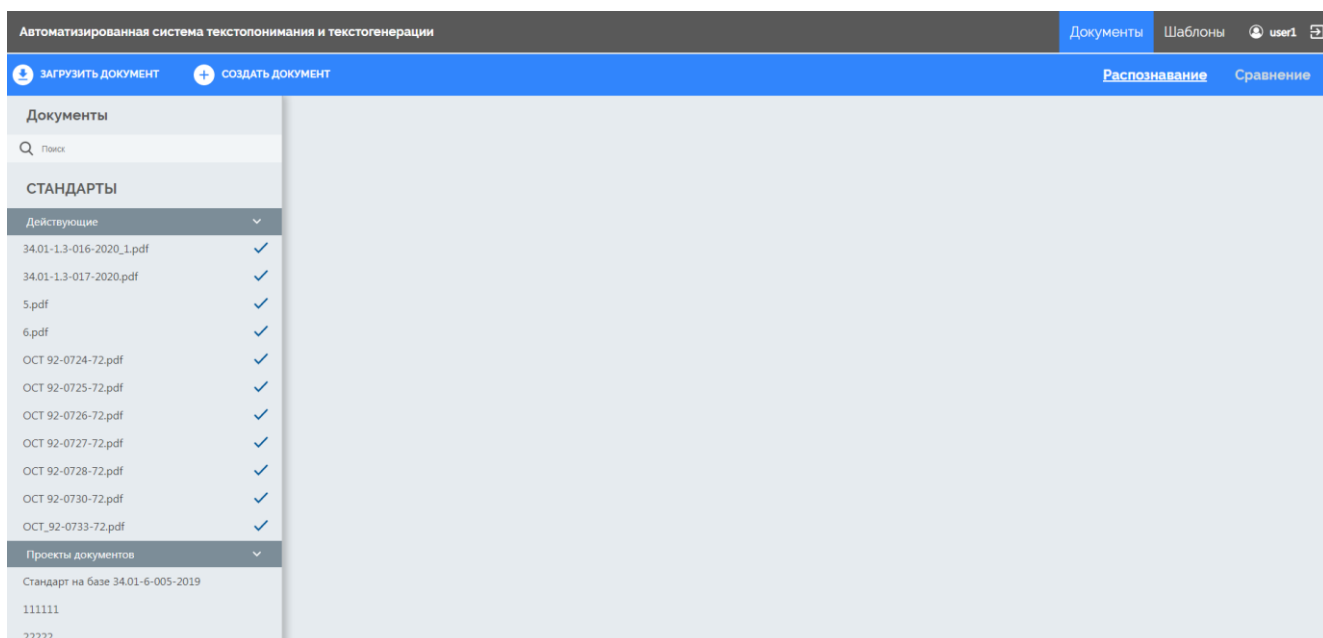 Автоматизированная система текстопонимания и текстогенерации
Документы Шаблоны user1
ЗАГРУЗИТЬ ДОКУМЕНТ СОЗДАТЬ ДОКУМЕНТ Распознавание Сравнение
Документы
Поиск
СТАНДАРТЫ
Действующие
34.01-1.3-016-2020_1.pdf
34.01-1.3-017-2020.pdf
5.pdf
6.pdf
ОСТ 92-0724-72.pdf
ОСТ 92-0725-72.pdf
ОСТ 92-0726-72.pdf
ОСТ 92-0727-72.pdf
ОСТ 92-0728-72.pdf
ОСТ 92-0730-72.pdf
ОСТ_92-0733-72.pdf
Проекты документов
Стандарт на базе 34.01-6-005-2019
111111
22222